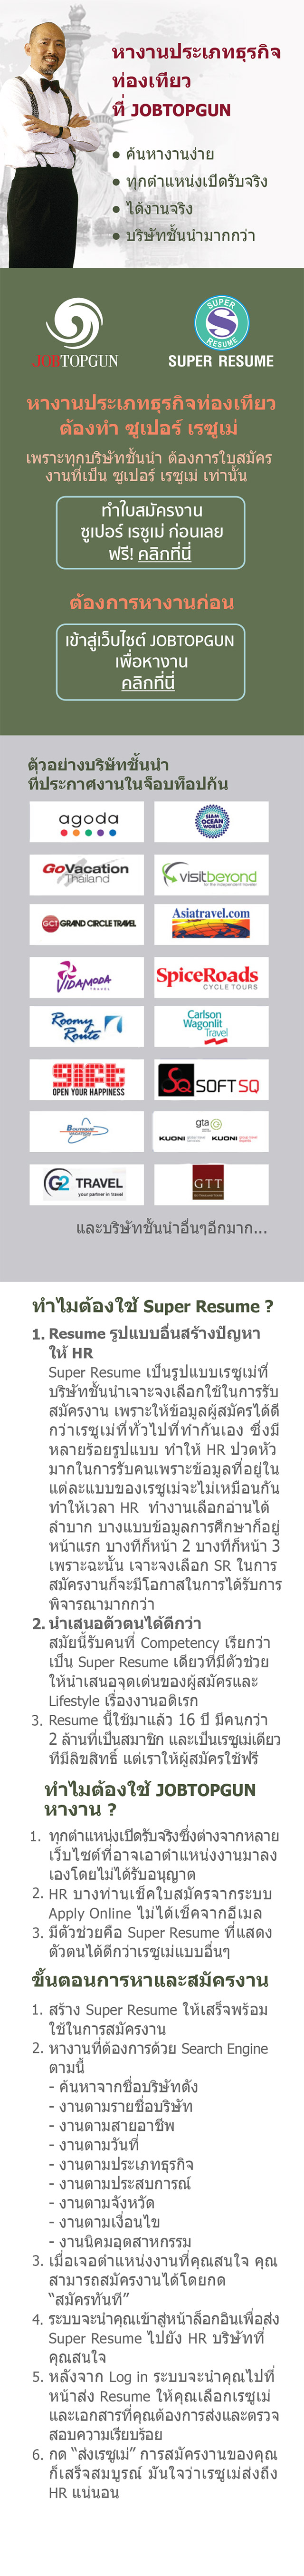 หางานประเภทธุรกิจ
ท่องเที่ยว
ที่ JOBTOPGUN
● ค้นหางานง่าย
● ทุกตำแหน่งเปิดรับจริง
● ได้งานจริง
● บริษัทชั้นนำมากกว่า
JOBTOPGUN
SUPER
S
RESUME
SUPER RESUME
หางานประเภทธุรกิจท่องเทียว
ต้องทำ ซูเปอร์ เรซูเม่
เพราะทุกบริษัทชั้นนำ ต้องการใบสมัคร
งานที่เป็น ซูเปอร์ เรซูเม่ เท่านั้น
ทำใบสมัครงาน
ซูเปอร์ เรซูเม่ ก่อนเลย
ฟรี! คลิกที่นี่
ต้องการหางานก่อน
เข้าสู่เว็บไซต์ JOBTOPGUN
เพื่อหางาน
คลิกที่นี่
ตัวอย่างบริษัทชั้นนำ
ที่ประกาศงานในจ็อบท็อปกัน
agoda
SIAM OCEAN WORLD
GoVacation Thailand
visitbeyond
for the independent traveler
GCT GRAND CIRCLE TRAVEL
Asiatravel.com
VIDAMODA
TRAVEL
SpiceRoads
CYCLE TOURS
Roomy Route
Carlson Wagonlit Travel
gift
OPEN YOUR HAPPINESS
SQ SOFT SQ
BOUTHIQUE
gta
KUONI KUONI
G2 TRAVEL
your partner in travel
GTT
และบริษัทชั้นนำอื่นๆอีกมาก...
ทำไมต้องใช้ Super Resume ?
1. Resume รูปแบบอื่นสร้างปัญหา
ให้ HR
Super Resume เป็นรูปแบบเรซูเม่ที่
บริษัทชั้นนำเจาะจงเลือกใช้ในการรับ
สมัครงาน เพราะให้ข้อมูลผู้สมัครได้ดี
กว่าเรซูเม่ที่ทั่วไปที่ทำกันเอง ซึ่งมี
หลายร้อยรูปแบบ ทำให้ HR ปวดหัว
มากในการรับคนเพราะข้อมูลที่อยู่ใน
แต่ละแบบของเรซูเม่จะไม่เหมือนกัน
ทำให้เวลา HR ทำงานเลือกอ่านได้
ลำบาก บางแบบข้อมูลการศึกษาก็อยู่
หน้าแรก บางทีก็หน้า 2 บางทีก็หน้า 3
เพราะฉะนั้น เจาะจงเลือก SR ในการ
สมัครงานก็จะมีโอกาสในการได้รับการ
พิจารณามากกว่า
2. นำเสนอตัวตนได้ดีกว่า
สมัยนี้รับคนที่ Competency เรียกว่า
เป็น Super Resume เดียวที่มีตัวช่วย
ให้นำเสนอจุดเด่นของผู้สมัครและ
Lifestyle เรื่องงานอดิเรก
3. Resume นี้ใช้มาแล้ว 16 ปี มีคนกว่า
2 ล้านที่เป็นสมาชิก และเป็นเรซูเม่เดียว
ที่มีลิขสิทธิ์ แต่เราให้ผู้สมัครใช้ฟรี
ทำไมต้องใช้ JOBTOPGUN
หางาน ?
1. ทุกตำแหน่งเปิดรับจริงซึ่งต่างจากหลาย
เว็บไซต์ที่อาจเอาตำแหน่งงานมาลง
เองโดยไม่ได้รับอนุญาต
2. HR บางท่านเช็คใบสมัครจากระบบ
Apply Online ไม่ได้เช็คจากอีเมล
3. มีตัวช่วยคือ Super Resume ที่แสดง
ตัวตนได้ดีกว่าเรซูเม่แบบอื่นๆ
ขั้นตอนการหาและสมัครงาน
1. สร้าง Super Resume ให้เสร็จพร้อม
ใช้ในการสมัครงาน
2. หางานที่ต้องการด้วย Search Engine
ตามนี้
- ค้นหาจากชื่อบริษัทดัง
- งานตามรายชื่อบริษัท
- งานตามสายอาชีพ
- งานตามวันที่
- งานตามประเภทธุรกิจ
- งานตามประสบการณ์
- งานตามจังหวัด
- งานตามเงื่อนไข
- งานนิคมอุตสาหกรรม
3. เมื่อเจอตำแหน่งงานที่คุณสนใจ คุณ
สามารถสมัครงานได้โดยกด
“สมัครทันที”
4. ระบบจะนำคุณเข้าสู่หน้าล็อกอินเพื่อส่ง
Super Resume ไปยัง HR บริษัทที่
คุณสนใจ
5. หลังจาก Log in ระบบจะนำคุณไปที่
หน้าส่ง Resume ให้คุณเลือกเรซูเม่
และเอกสารที่คุณต้องการส่งและตรวจ
สอบความเรียบร้อย
6. กด “ส่งเรซูเม่” การสมัครงานของคุณ
ก็เสร็จสมบูรณ์ มั่นใจว่าเรซูเม่ส่งถึง
HR แน่นอน